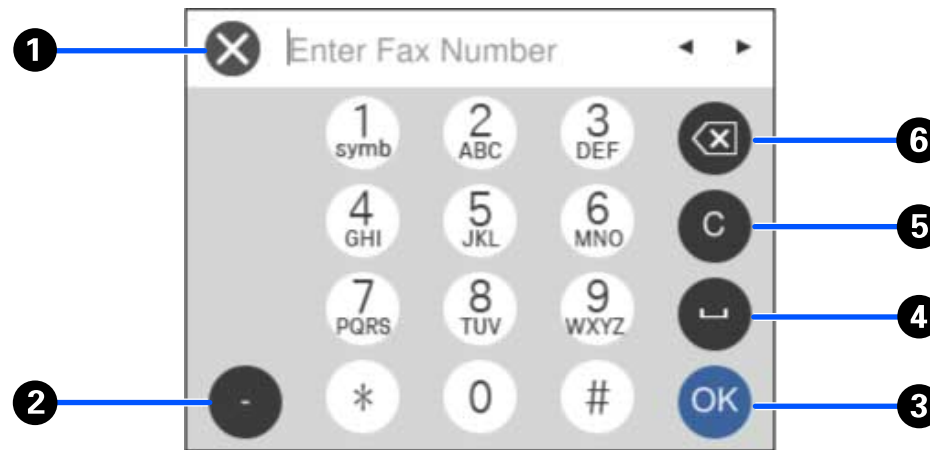 1 Enter Fax Number
1 symb 2 ABC 3 DEF 6
4 GHI 5 JKL 6 MNO C 5
7 PQRS 8 TUV 9 WXYZ 4
2 - * 0 # OK 3